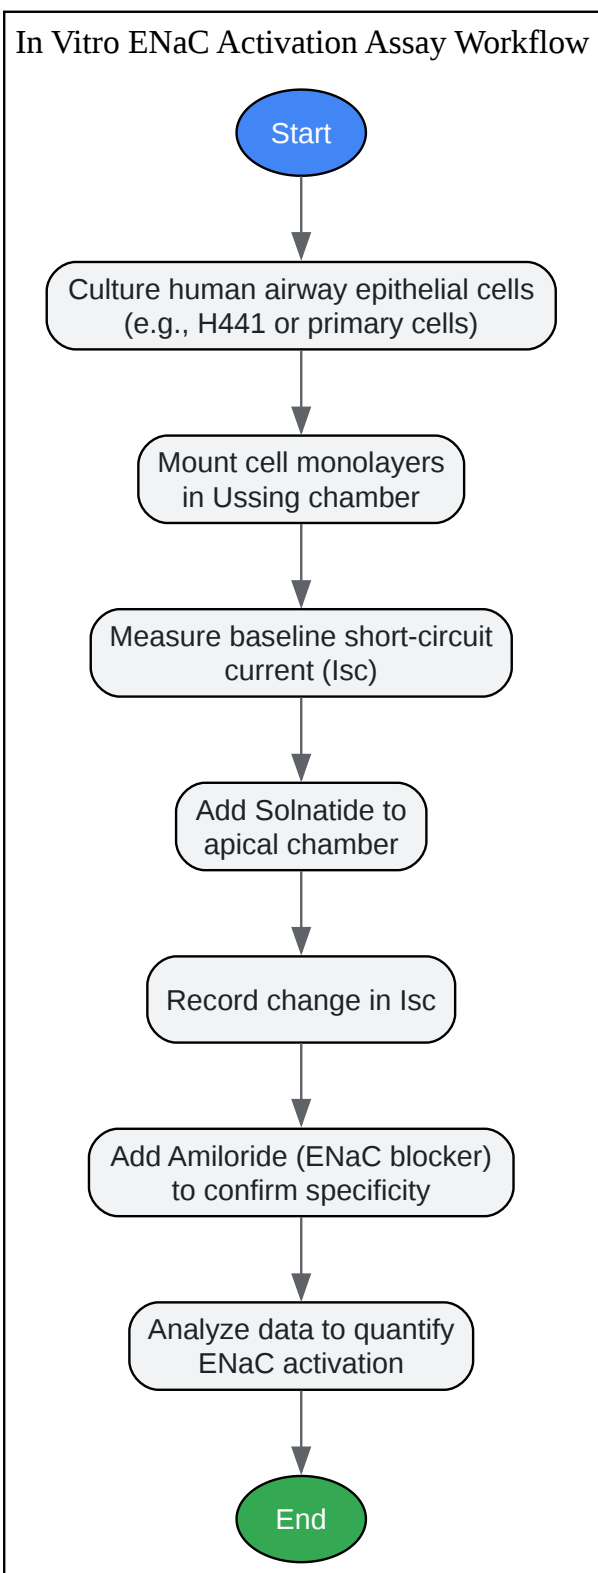 In Vitro ENaC Activation Assay Workflow
Start
Culture human airway epithelial cells
(e.g., H441 or primary cells)
Mount cell monolayers
in Ussing chamber
Measure baseline short-circuit
current (Isc)
Add Solnatide to
apical chamber
Record change in Isc
Add Amiloride (ENaC blocker)
to confirm specificity
Analyze data to quantify
ENaC activation
End